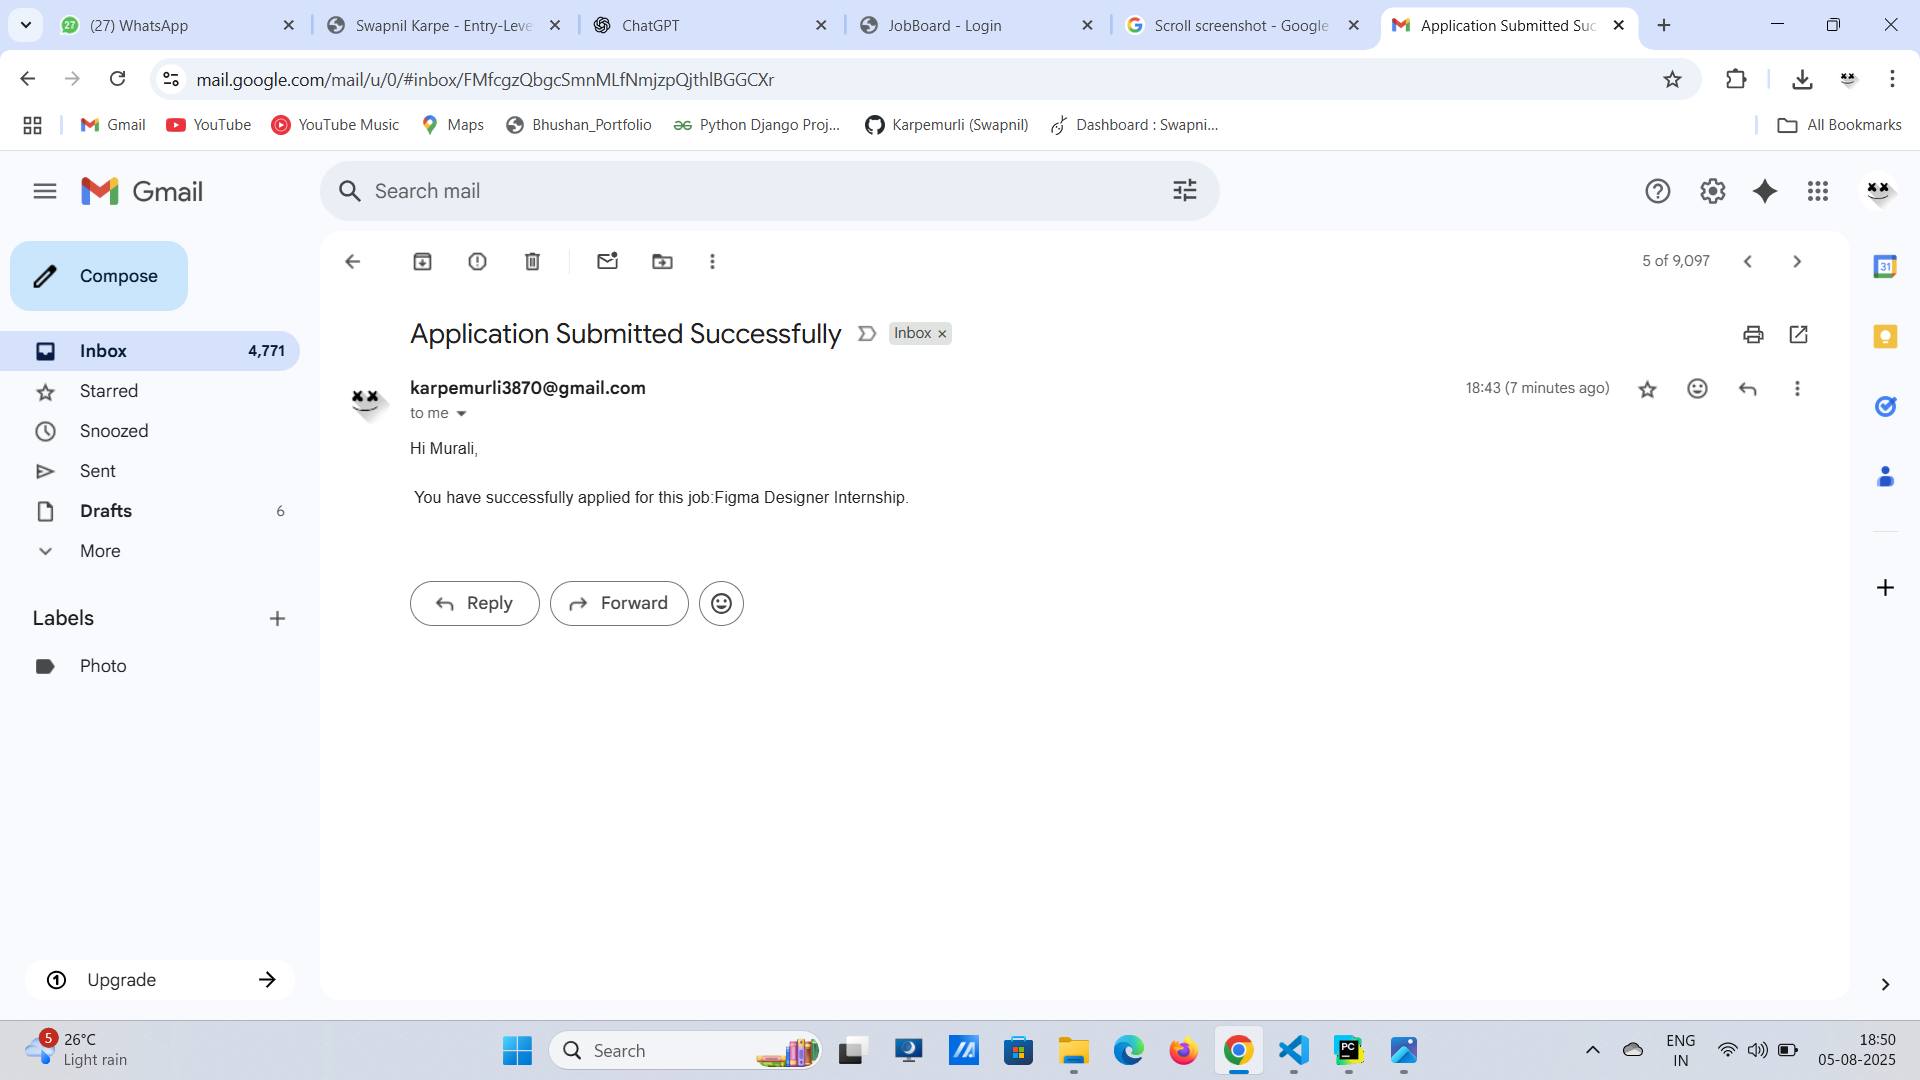 27 (27) WhatsApp
Swapnil Karpe - Entry-Leve
ChatGPT
JobBoard - Login
Scroll screenshot - Google
Application Submitted Suc
mail.google.com/mail/u/0/#inbox/FMfcgzQbgcSmnMLfNmjzpQjthlBGGCXr
Gmail
YouTube
YouTube Music
Maps
Bhushan_Portfolio
Python Django Proj...
Karpemurli (Swapnil)
Dashboard : Swapni...
All Bookmarks
Gmail
Search mail
Compose
5 of 9,097
31
Application Submitted Successfully
Inbox ×
Inbox 4,771
Starred
Snoozed
Sent
Drafts 6
More
Labels
Photo
karpemurli3870@gmail.com
18:43 (7 minutes ago)
to me
Hi Murali,
You have successfully applied for this job:Figma Designer Internship.
Reply
Forward
1 Upgrade
5
26°C
Light rain
Search
PC
ENG
IN
18:50
05-08-2025